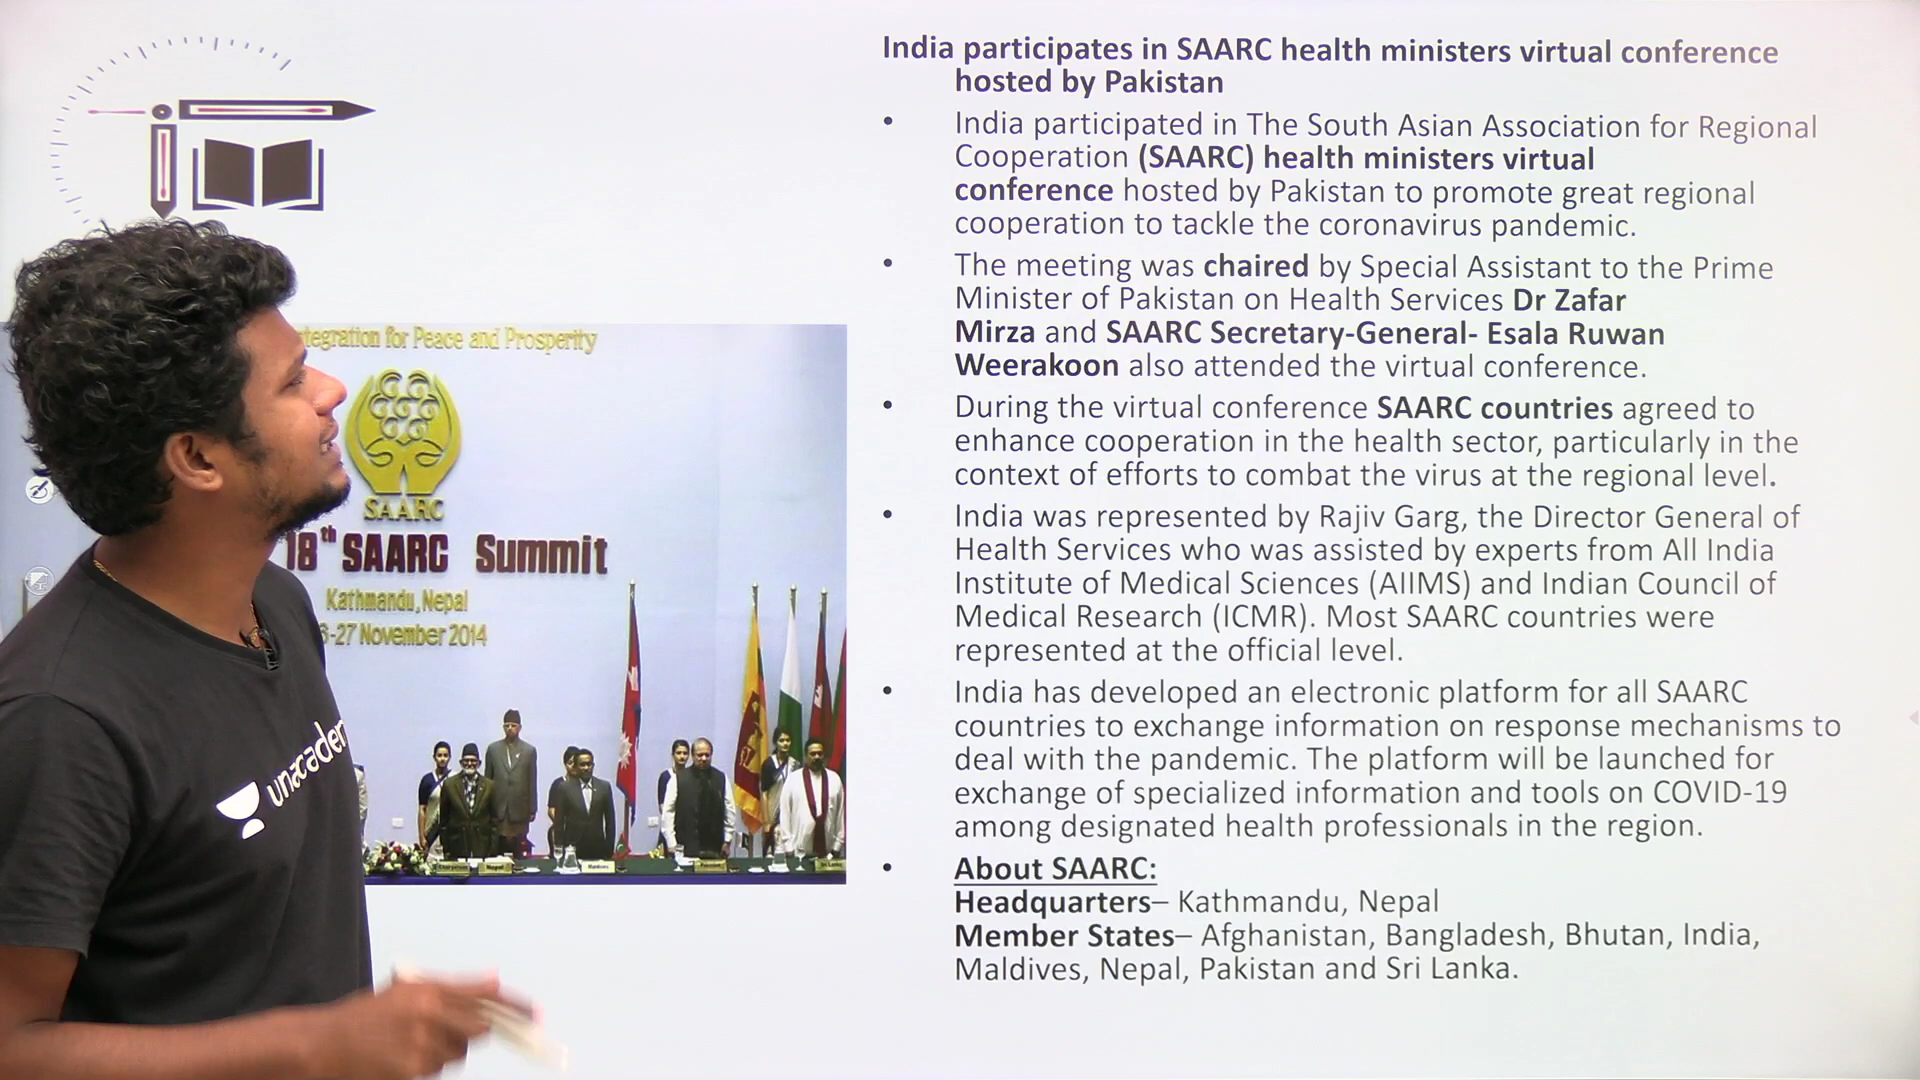 India participates in SAARC health ministers virtual conference
hosted by Pakistan
• India participated in The South Asian Association for Regional
Cooperation (SAARC) health ministers virtual
conference hosted by Pakistan to promote great regional
cooperation to tackle the coronavirus pandemic.
• The meeting was chaired by Special Assistant to the Prime
Minister of Pakistan on Health Services Dr Zafar
Mirza and SAARC Secretary-General- Esala Ruwan
Weerakoon also attended the virtual conference.
• During the virtual conference SAARC countries agreed to
enhance cooperation in the health sector, particularly in the
context of efforts to combat the virus at the regional level.
• India was represented by Rajiv Garg, the Director General of
Health Services who was assisted by experts from All India
Institute of Medical Sciences (AIIMS) and Indian Council of
Medical Research (ICMR). Most SAARC countries were
represented at the official level.
• India has developed an electronic platform for all SAARC
countries to exchange information on response mechanisms to
deal with the pandemic. The platform will be launched for
exchange of specialized information and tools on COVID-19
among designated health professionals in the region.
• About SAARC:
Headquarters– Kathmandu, Nepal
Member States– Afghanistan, Bangladesh, Bhutan, India,
Maldives, Nepal, Pakistan and Sri Lanka.
tegration for Peace and Prosperity
SAARC
18th SAARC Summit
Kathmandu, Nepal
-27 November 2014
Nepal
Maldives
unacadem